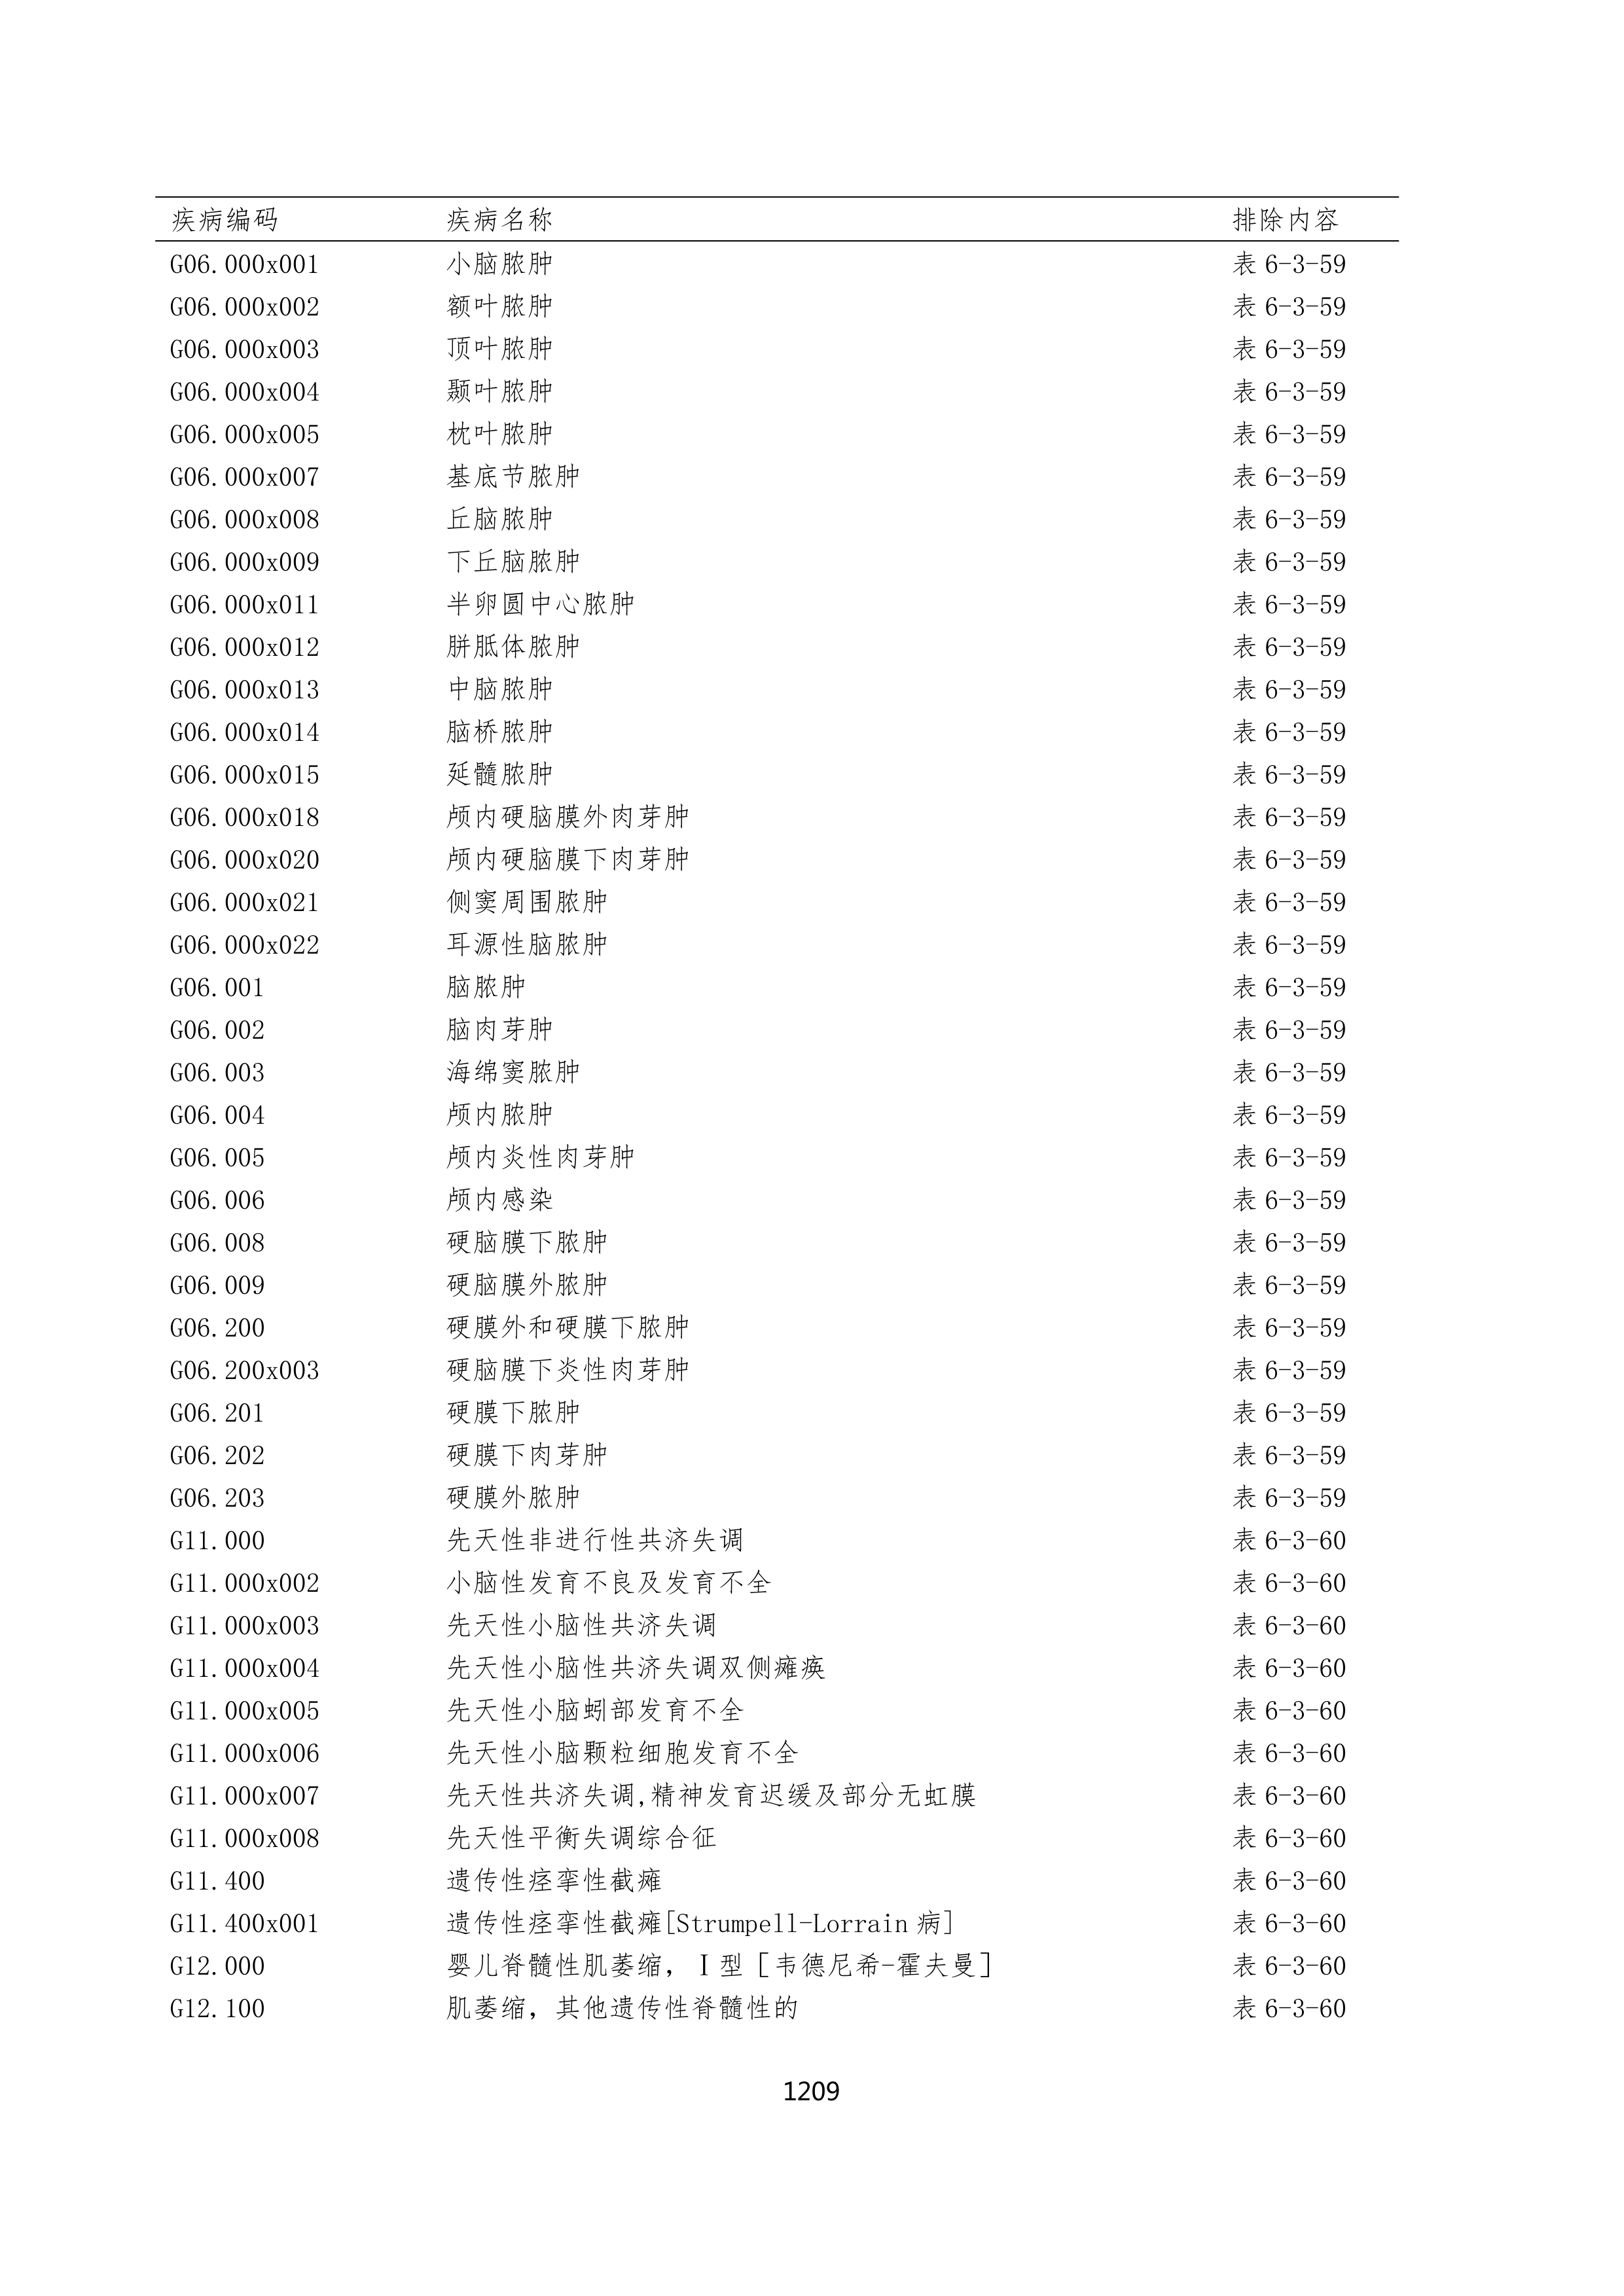 疾病编码 疾病名称 排除内容
G06.000x001 小脑脓肿 表 6-3-59
G06.000x002 额叶脓肿 表 6-3-59
G06.000x003 顶叶脓肿 表 6-3-59
G06.000x004 颞叶脓肿 表 6-3-59
G06.000x005 枕叶脓肿 表 6-3-59
G06.000x007 基底节脓肿 表 6-3-59
G06.000x008 丘脑脓肿 表 6-3-59
G06.000x009 下丘脑脓肿 表 6-3-59
G06.000x011 半卵圆中心脓肿 表 6-3-59
G06.000x012 胼胝体脓肿 表 6-3-59
G06.000x013 中脑脓肿 表 6-3-59
G06.000x014 脑桥脓肿 表 6-3-59
G06.000x015 延髓脓肿 表 6-3-59
G06.000x018 颅内硬脑膜外肉芽肿 表 6-3-59
G06.000x020 颅内硬脑膜下肉芽肿 表 6-3-59
G06.000x021 侧窦周围脓肿 表 6-3-59
G06.000x022 耳源性脑脓肿 表 6-3-59
G06.001 脑脓肿 表 6-3-59
G06.002 脑肉芽肿 表 6-3-59
G06.003 海绵窦脓肿 表 6-3-59
G06.004 颅内脓肿 表 6-3-59
G06.005 颅内炎性肉芽肿 表 6-3-59
G06.006 颅内感染 表 6-3-59
G06.008 硬脑膜下脓肿 表 6-3-59
G06.009 硬脑膜外脓肿 表 6-3-59
G06.200 硬膜外和硬膜下脓肿 表 6-3-59
G06.200x003 硬脑膜下炎性肉芽肿 表 6-3-59
G06.201 硬膜下脓肿 表 6-3-59
G06.202 硬膜下肉芽肿 表 6-3-59
G06.203 硬膜外脓肿 表 6-3-59
G11.000 先天性非进行性共济失调 表 6-3-60
G11.000x002 小脑性发育不良及发育不全 表 6-3-60
G11.000x003 先天性小脑性共济失调 表 6-3-60
G11.000x004 先天性小脑性共济失调双侧瘫痪 表 6-3-60
G11.000x005 先天性小脑蚓部发育不全 表 6-3-60
G11.000x006 先天性小脑颗粒细胞发育不全 表 6-3-60
G11.000x007 先天性共济失调,精神发育迟缓及部分无虹膜 表 6-3-60
G11.000x008 先天性平衡失调综合征 表 6-3-60
G11.400 遗传性痉挛性截瘫 表 6-3-60
G11.400x001 遗传性痉挛性截瘫[Strumpell-Lorrain 病] 表 6-3-60
G12.000 婴儿脊髓性肌萎缩，Ⅰ型［韦德尼希-霍夫曼］ 表 6-3-60
G12.100 肌萎缩，其他遗传性脊髓性的 表 6-3-60
1209